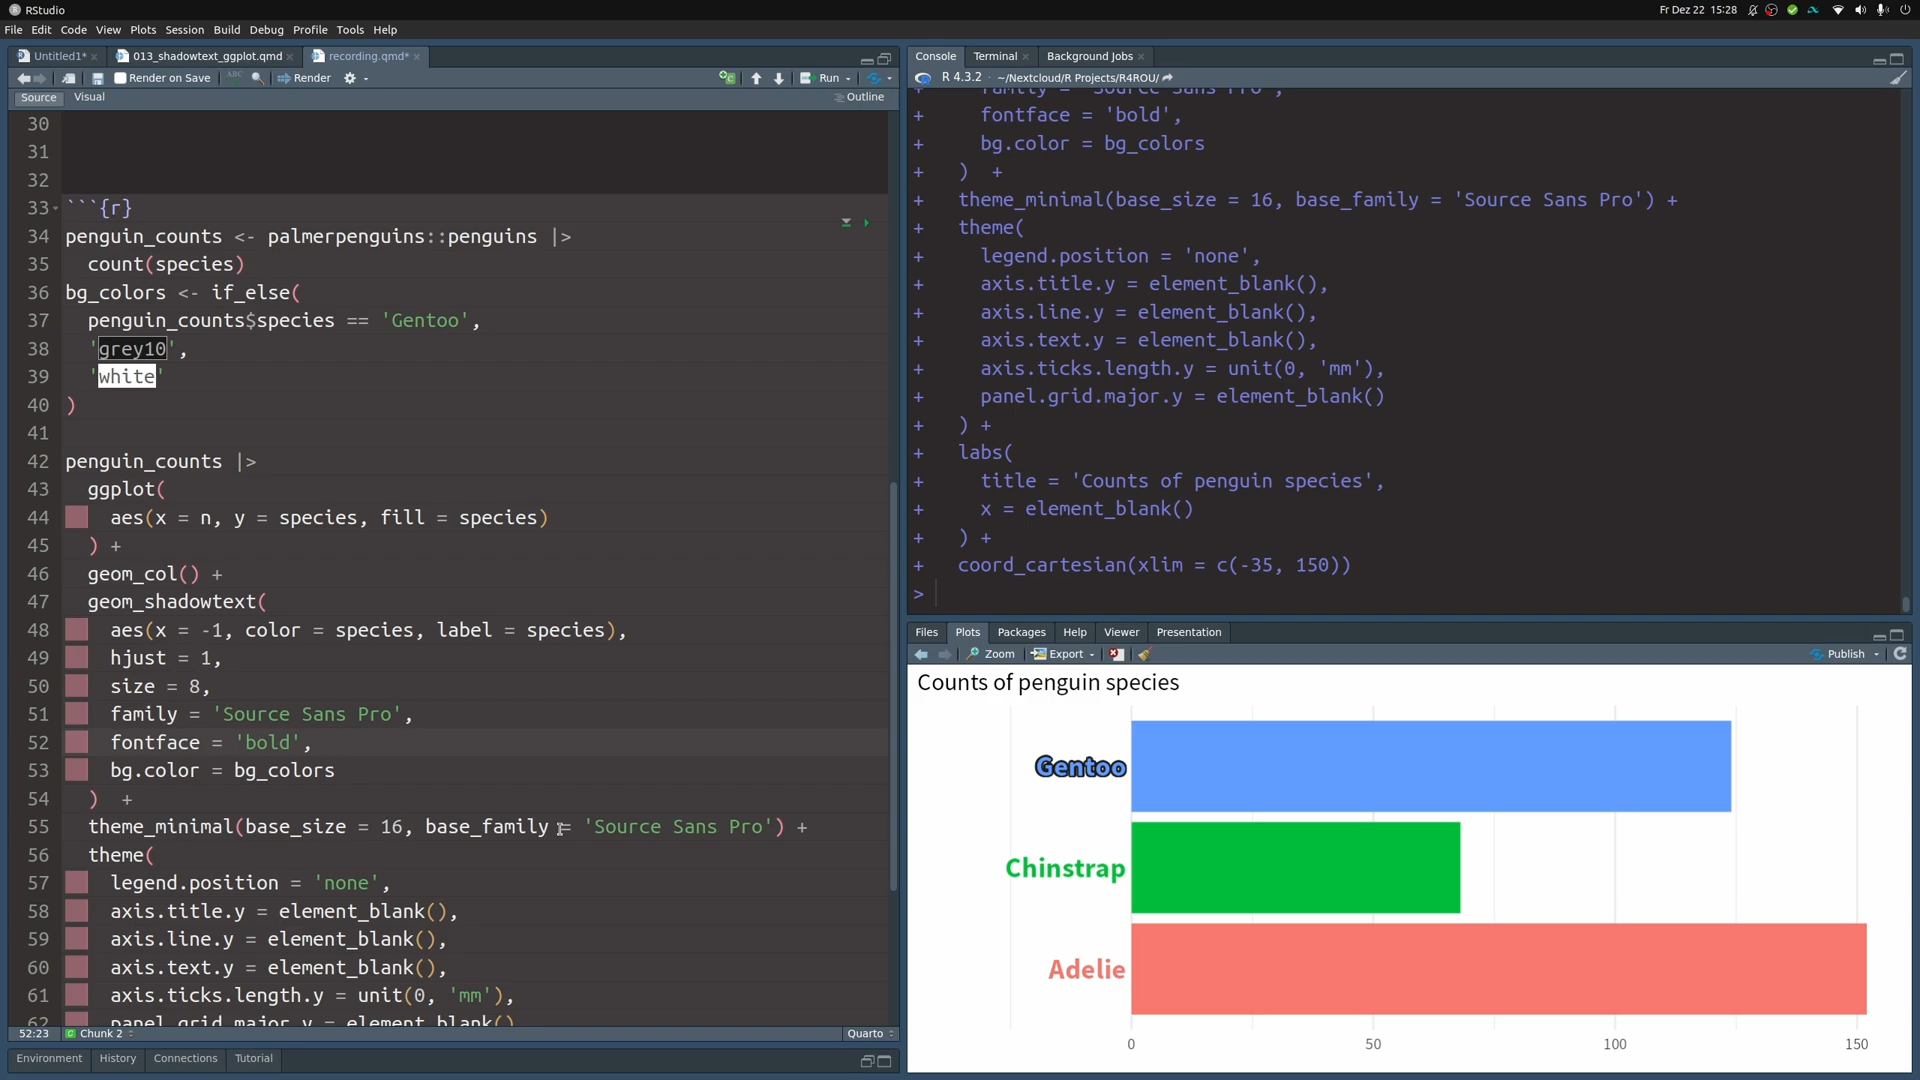 RStudio
Fr Dez 22 15:28
File Edit Code View Plots Session Build Debug Profile Tools Help
Untitled1* × 013_shadowtext_ggplot.qmd × recording.qmd* ×
Render on Save ABC Render Run
Source Visual Outline
30
31
32
33 ```{r}
34 penguin_counts <- palmerpenguins::penguins |>
35 count(species)
36 bg_colors <- if_else(
37 penguin_counts$species == 'Gentoo',
38 'grey10',
39 'white'
40 )
41
42 penguin_counts |>
43 ggplot(
44 aes(x = n, y = species, fill = species)
45 ) +
46 geom_col() +
47 geom_shadowtext(
48 aes(x = -1, color = species, label = species),
49 hjust = 1,
50 size = 8,
51 family = 'Source Sans Pro',
52 fontface = 'bold',
53 bg.color = bg_colors
54 ) +
55 theme_minimal(base_size = 16, base_family = 'Source Sans Pro') +
56 theme(
57 legend.position = 'none',
58 axis.title.y = element_blank(),
59 axis.line.y = element_blank(),
60 axis.text.y = element_blank(),
61 axis.ticks.length.y = unit(0, 'mm'),
62 panel.grid.major.y = element_blank()
52:23 Chunk 2 Quarto
Environment History Connections Tutorial
Console Terminal × Background Jobs ×
R 4.3.2 · ~/Nextcloud/R Projects/R4ROU/
+ family = 'Source Sans Pro',
+ fontface = 'bold',
+ bg.color = bg_colors
+ ) +
+ theme_minimal(base_size = 16, base_family = 'Source Sans Pro') +
+ theme(
+ legend.position = 'none',
+ axis.title.y = element_blank(),
+ axis.line.y = element_blank(),
+ axis.text.y = element_blank(),
+ axis.ticks.length.y = unit(0, 'mm'),
+ panel.grid.major.y = element_blank()
+ ) +
+ labs(
+ title = 'Counts of penguin species',
+ x = element_blank()
+ ) +
+ coord_cartesian(xlim = c(-35, 150))
>
Files Plots Packages Help Viewer Presentation
Zoom Export Publish
Counts of penguin species
Gentoo
Chinstrap
Adelie
0 50 100 150